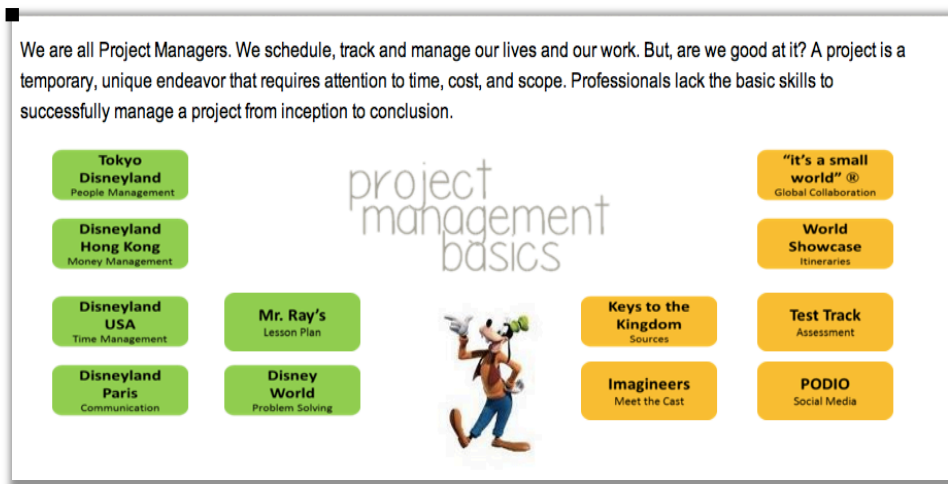 We are all Project Managers. We schedule, track and manage our lives and our work. But, are we good at it? A project is a
temporary, unique endeavor that requires attention to time, cost, and scope. Professionals lack the basic skills to
successfully manage a project from inception to conclusion.
Tokyo
Disneyland
People Management
Disneyland
Hong Kong
Money Management
Disneyland
USA
Time Management
Disneyland
Paris
Communication
Mr. Ray's
Lesson Plan
Disney
World
Problem Solving
project
management
basics
Keys to the
Kingdom
Sources
Imagineers
Meet the Cast
"it's a small
world" ®
Global Collaboration
World
Showcase
Itineraries
Test Track
Assessment
PODIO
Social Media